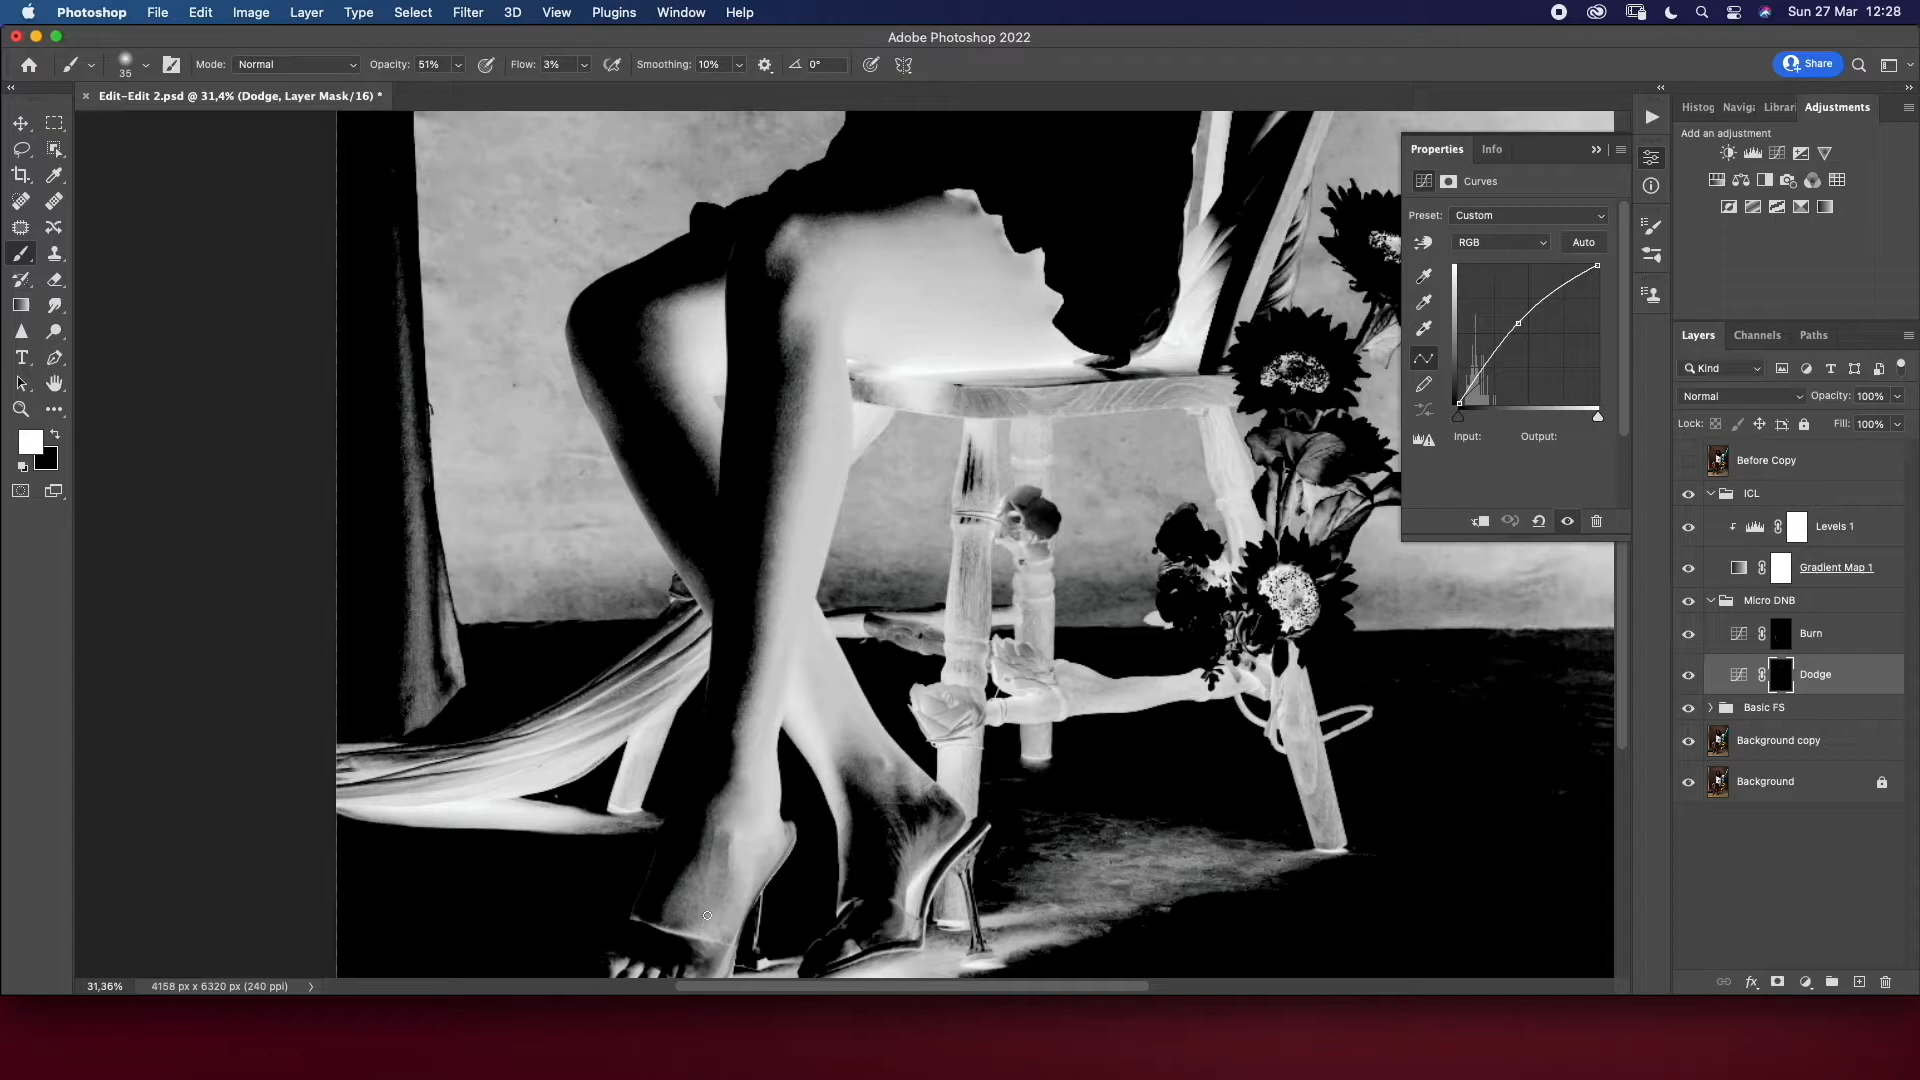 Photoshop File Edit Image Layer Type Select Filter 3D View Plugins Window Help Sun 27 Mar 12:28
Adobe Photoshop 2022
35 Mode: Normal Opacity: 51% Flow: 3% Smoothing: 10% 0° Share
Edit-Edit 2.psd @ 31,4% (Dodge, Layer Mask/16) *
Histog Naviga Librari Adjustments
Add an adjustment
Properties Info
Curves
Preset: Custom
RGB Auto
Input: Output:
Layers Channels Paths
Kind
Normal Opacity: 100%
Lock: Fill: 100%
Before Copy
ICL
Levels 1
Gradient Map 1
Micro DNB
Burn
Dodge
Basic FS
Background copy
Background
31,36% 4158 px x 6320 px (240 ppi)